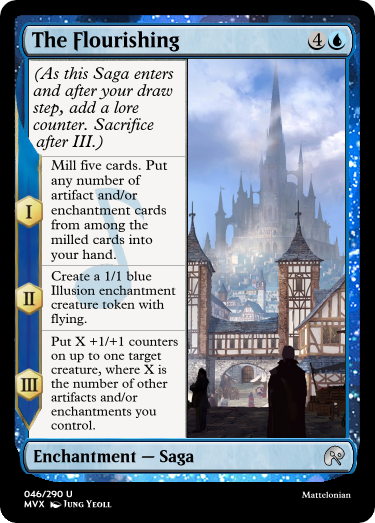 The Flourishing 4
(As this Saga enters
and after your draw
step, add a lore
counter. Sacrifice
after III.)
I
Mill five cards. Put
any number of
artifact and/or
enchantment cards
from among the
milled cards into
your hand.
II
Create a 1/1 blue
Illusion enchantment
creature token with
flying.
III
Put X +1/+1 counters
on up to one target
creature, where X is
the number of other
artifacts and/or
enchantments you
control.
Enchantment — Saga
046/290 U
MVX Jung Yeoll
Mattelonian